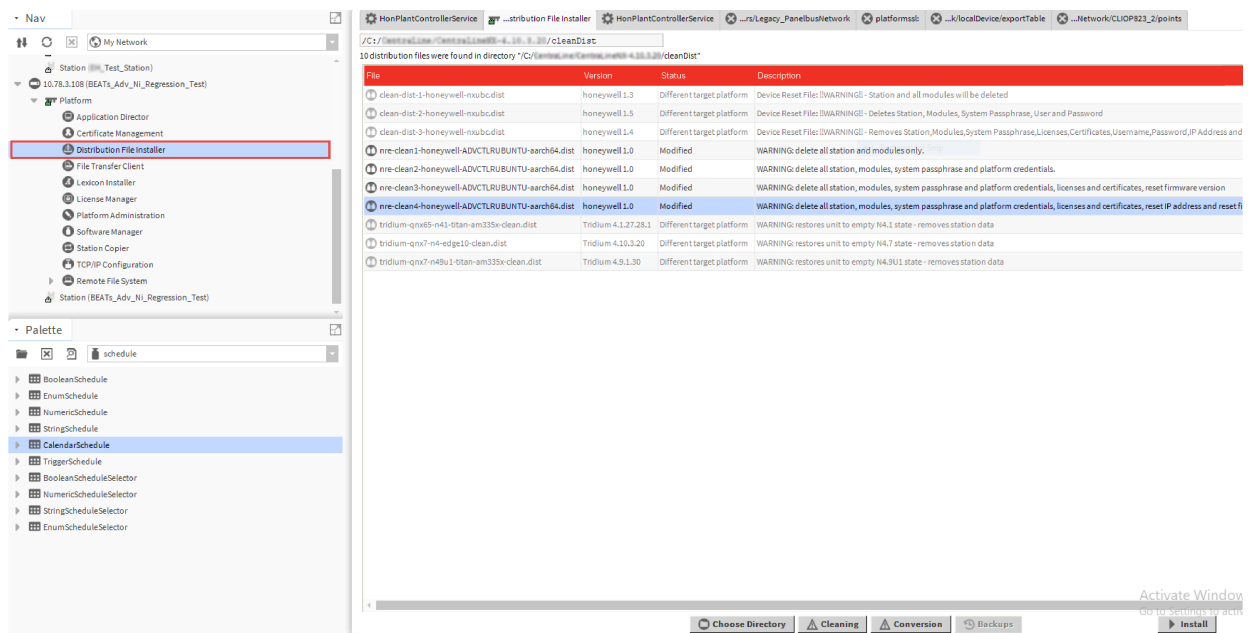 Nav
My Network
Station Test_Station)
10.78.3.108 (BEATs_Adv_Ni_Regression_Test)
Platform
Application Director
Certificate Management
Distribution File Installer
File Transfer Client
Lexicon Installer
License Manager
Platform Administration
Software Manager
Station Copier
TCP/IP Configuration
Remote File System
Station (BEATs_Adv_Ni_Regression_Test)
Palette
schedule
BooleanSchedule
EnumSchedule
NumericSchedule
StringSchedule
CalendarSchedule
TriggerSchedule
BooleanScheduleSelector
NumericScheduleSelector
StringScheduleSelector
EnumScheduleSelector
HonPlantControllerService ...stribution File Installer HonPlantControllerService ...rs/Legacy_PanelbusNetwork platformssl: ...k/localDevice/exportTable ...Network/CLIOP823_2/points
/C:/ /cleanDist
10 distribution files were found in directory "/C:/ /cleanDist"
File Version Status Description
clean-dist-1-honeywell-nxubc.dist honeywell 1.3 Different target platform Device Reset File: !!WARNING!! - Station and all modules will be deleted
clean-dist-2-honeywell-nxubc.dist honeywell 1.5 Different target platform Device Reset File: !!WARNING!! - Deletes Station, Modules, System Passphrase, User and Password
clean-dist-3-honeywell-nxubc.dist honeywell 1.4 Different target platform Device Reset File: !!WARNING!! - Removes Station,Modules,System Passphrase,Licenses,Certificates,Username,Password,IP Address and
nre-clean1-honeywell-ADVCTLRUBUNTU-aarch64.dist honeywell 1.0 Modified WARNING: delete all station and modules only.
nre-clean2-honeywell-ADVCTLRUBUNTU-aarch64.dist honeywell 1.0 Modified WARNING: delete all station, modules, system passphrase and platform credentials.
nre-clean3-honeywell-ADVCTLRUBUNTU-aarch64.dist honeywell 1.0 Modified WARNING: delete all station, modules, system passphrase and platform credentials, licenses and certificates, reset firmware version
nre-clean4-honeywell-ADVCTLRUBUNTU-aarch64.dist honeywell 1.0 Modified WARNING: delete all station, modules, system passphrase and platform credentials, licenses and certificates, reset IP address and reset fi
tridium-qnx65-n41-titan-am335x-clean.dist Tridium 4.1.27.28.1 Different target platform WARNING: restores unit to empty N4.1 state - removes station data
tridium-qnx7-n4-edge10-clean.dist Tridium 4.10.3.20 Different target platform WARNING: restores unit to empty N4.7 state - removes station data
tridium-qnx7-n49u1-titan-am335x-clean.dist Tridium 4.9.1.30 Different target platform WARNING: restores unit to empty N4.9U1 state - removes station data
Activate Window
Go to Settings to acti
Choose Directory Cleaning Conversion Backups Install